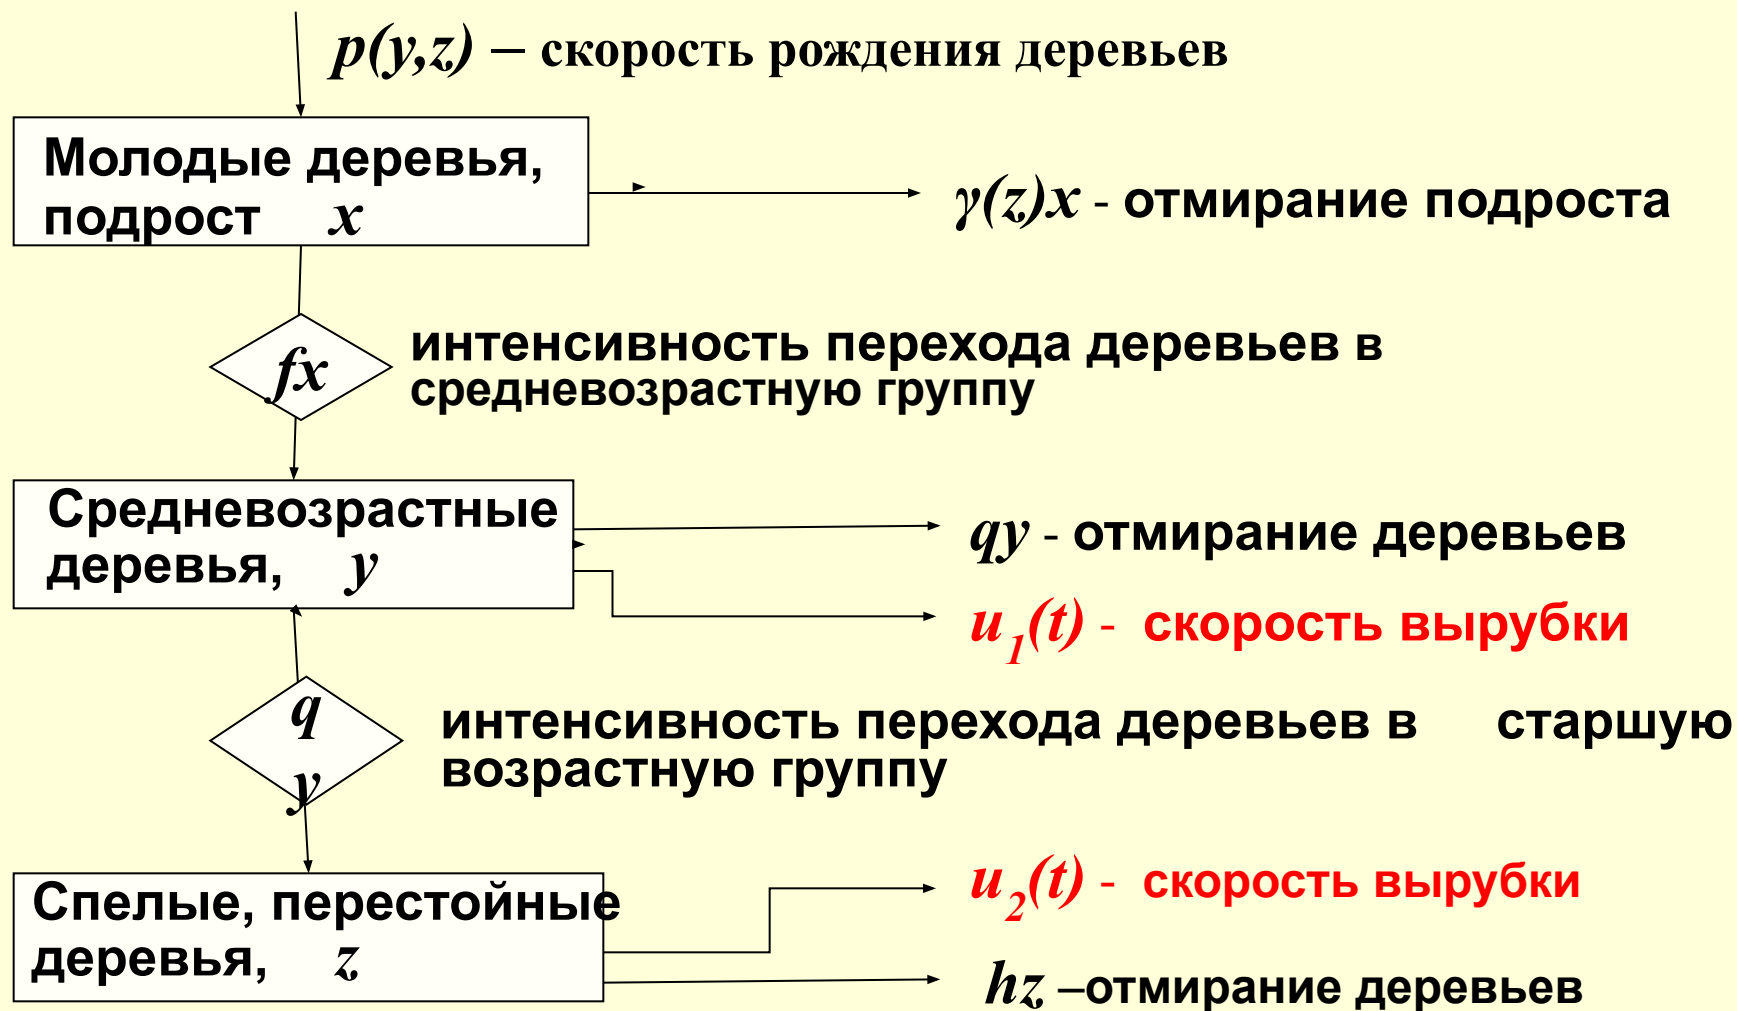 p(y,z) – скорость рождения деревьев
Молодые деревья,
подрост x
γ(z)x - отмирание подроста
fx
интенсивность перехода деревьев в
средневозрастную группу
Средневозрастные
деревья, y
qy - отмирание деревьев
u₁(t) - скорость вырубки
q
y
интенсивность перехода деревьев в старшую
возрастную группу
Спелые, перестойные
деревья, z
u₂(t) - скорость вырубки
hz –отмирание деревьев